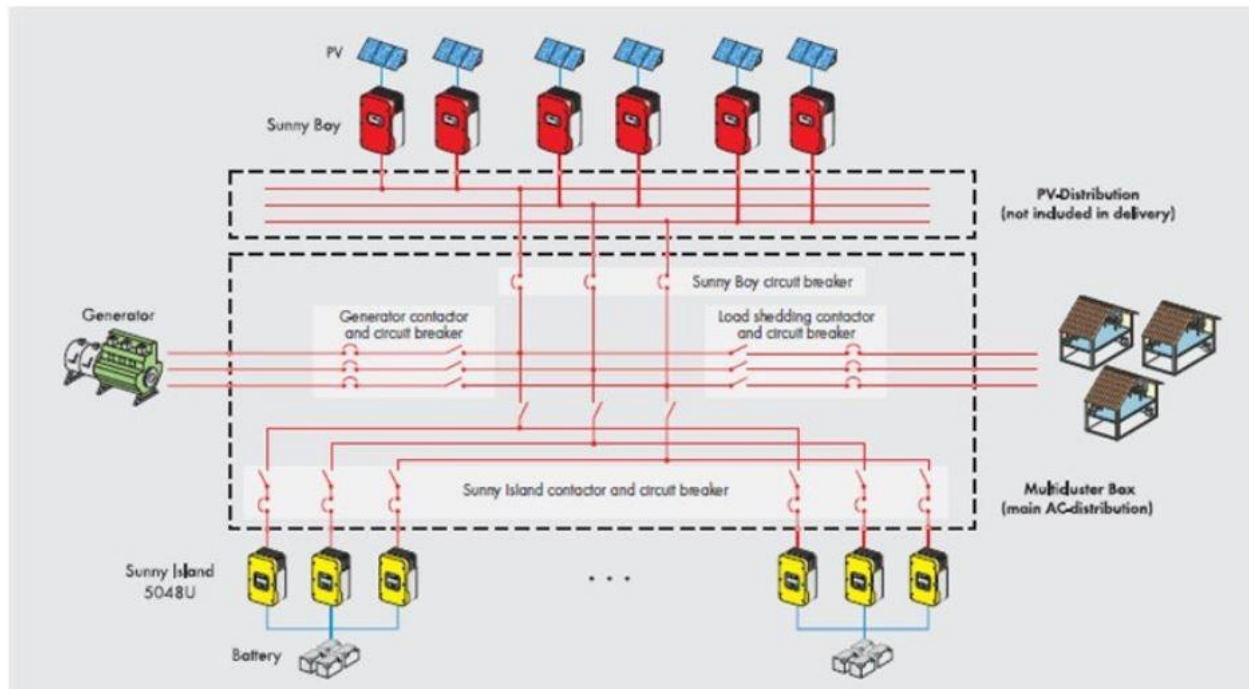 PV
Sunny Boy
PV-Distribution
(not included in delivery)
Sunny Boy circuit breaker
Generator
Generator contactor
and circuit breaker
Load shedding contactor
and circuit breaker
Sunny Island contactor and circuit breaker
Multicluster Box
(main AC-distribution)
Sunny Island
5048U
. . .
Battery